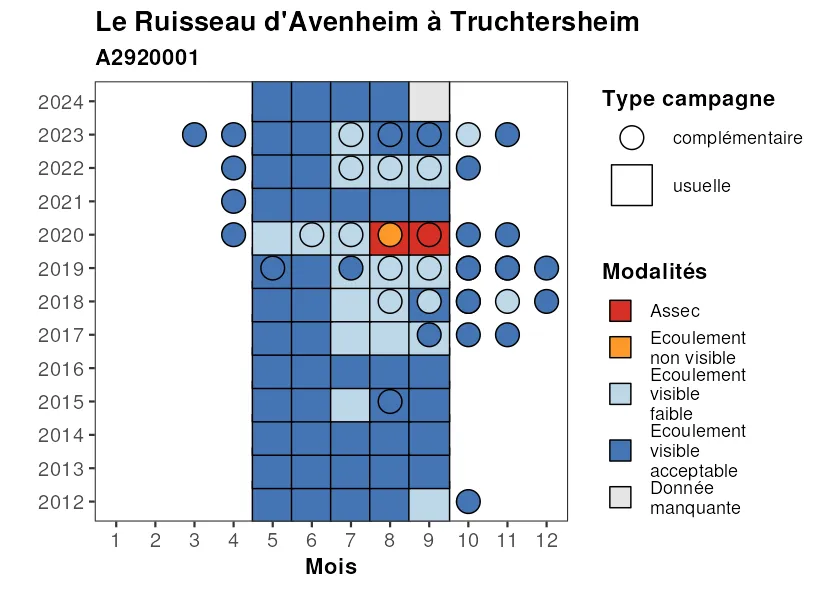 Le Ruisseau d'Avenheim à Truchtersheim
A2920001
2024
2023
2022
2021
2020
2019
2018
2017
2016
2015
2014
2013
2012
1 2 3 4 5 6 7 8 9 10 11 12
Mois
Type campagne
complémentaire
usuelle
Modalités
Assec
Ecoulement
non visible
Ecoulement
visible
faible
Ecoulement
visible
acceptable
Donnée
manquante